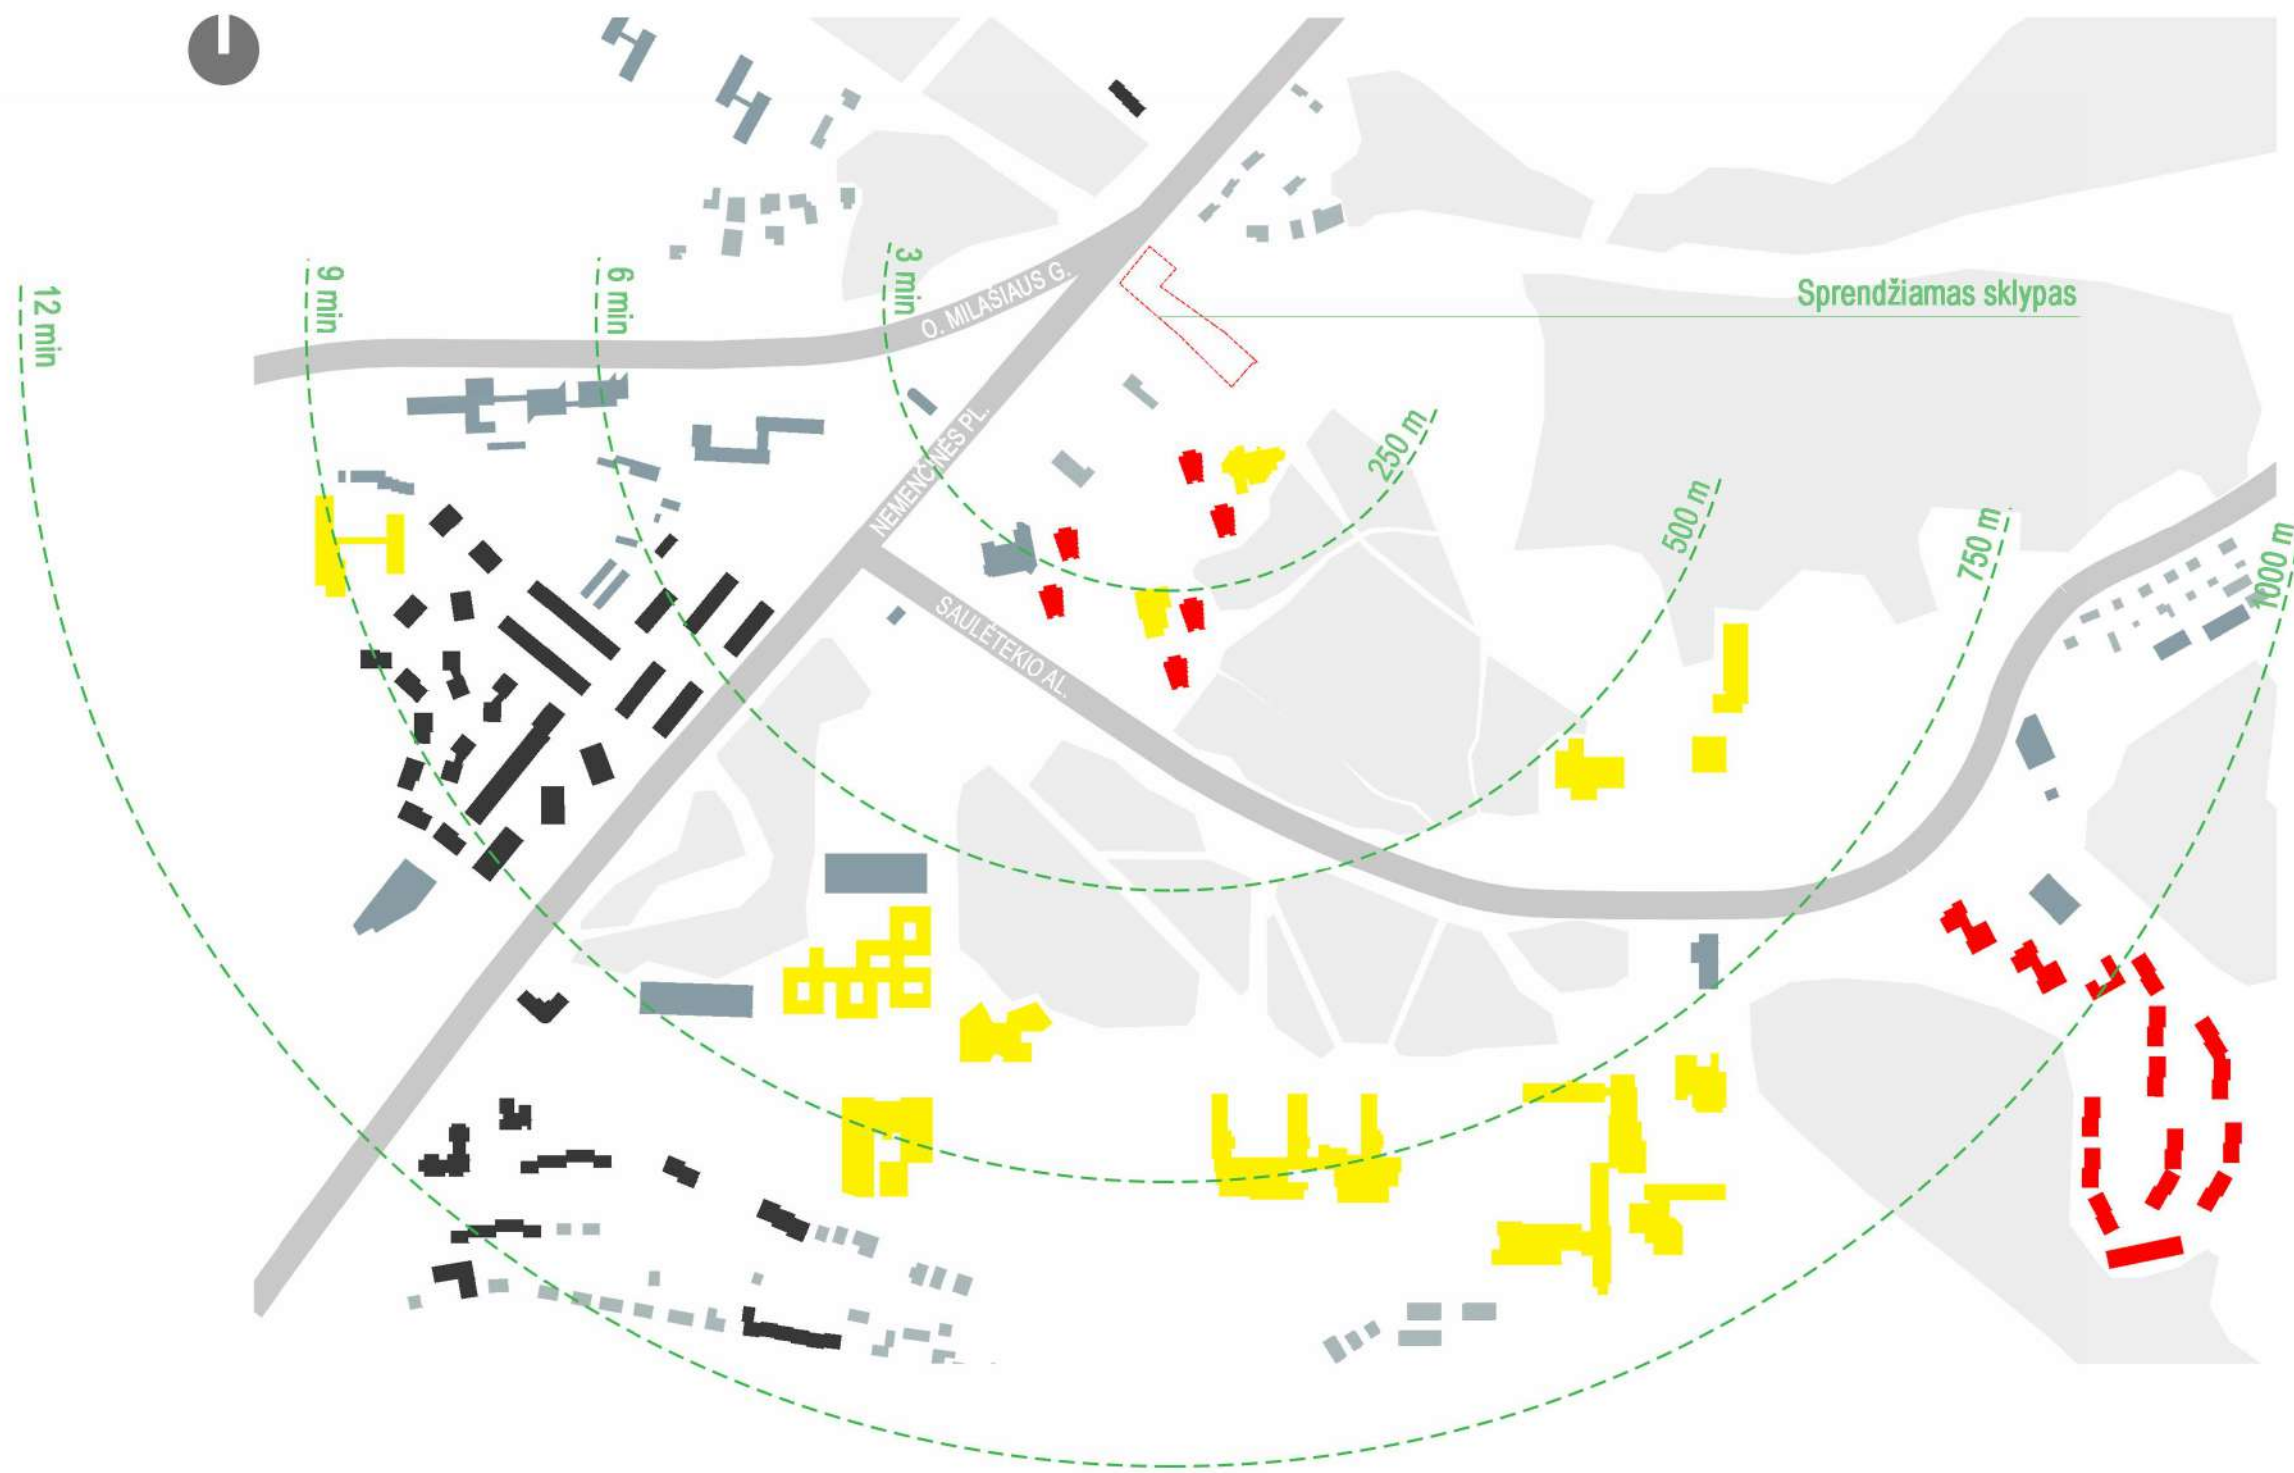 3 min
6 min
9 min
12 min
O. MILAŠIAUS G.
Sprendžiamas sklypas
NEMENČINĖS PL.
250 m
500 m
750 m
1000 m
SAULĖTEKIO AL.